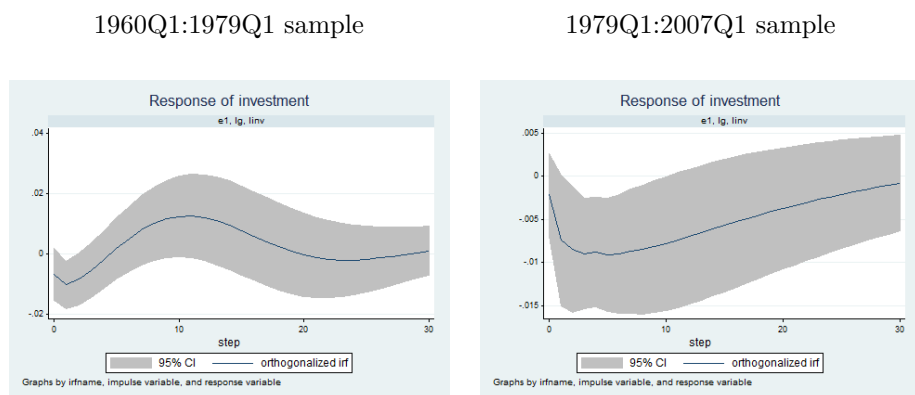 1960Q1:1979Q1 sample
1979Q1:2007Q1 sample
Response of investment
e1, lg, linv
.04
.02
0
-.02
0
10
20
30
step
95% CI
orthogonalized irf
Graphs by irfname, impulse variable, and response variable
Response of investment
e1, lg, linv
.005
0
-.005
-.01
-.015
0
10
20
30
step
95% CI
orthogonalized irf
Graphs by irfname, impulse variable, and response variable